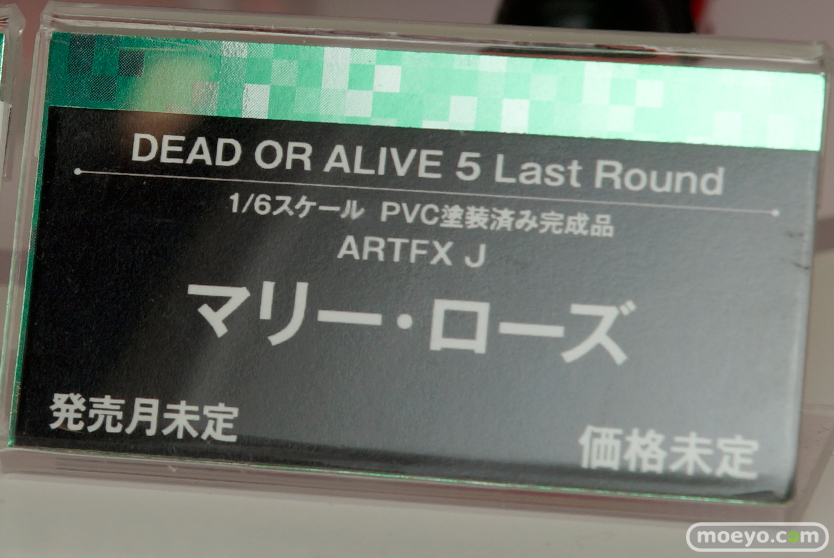 DEAD OR ALIVE 5 Last Round
1/6スケール PVC塗装済み完成品
ARTFX J
マリー・ローズ
発売月未定
価格未定
moeyo.com